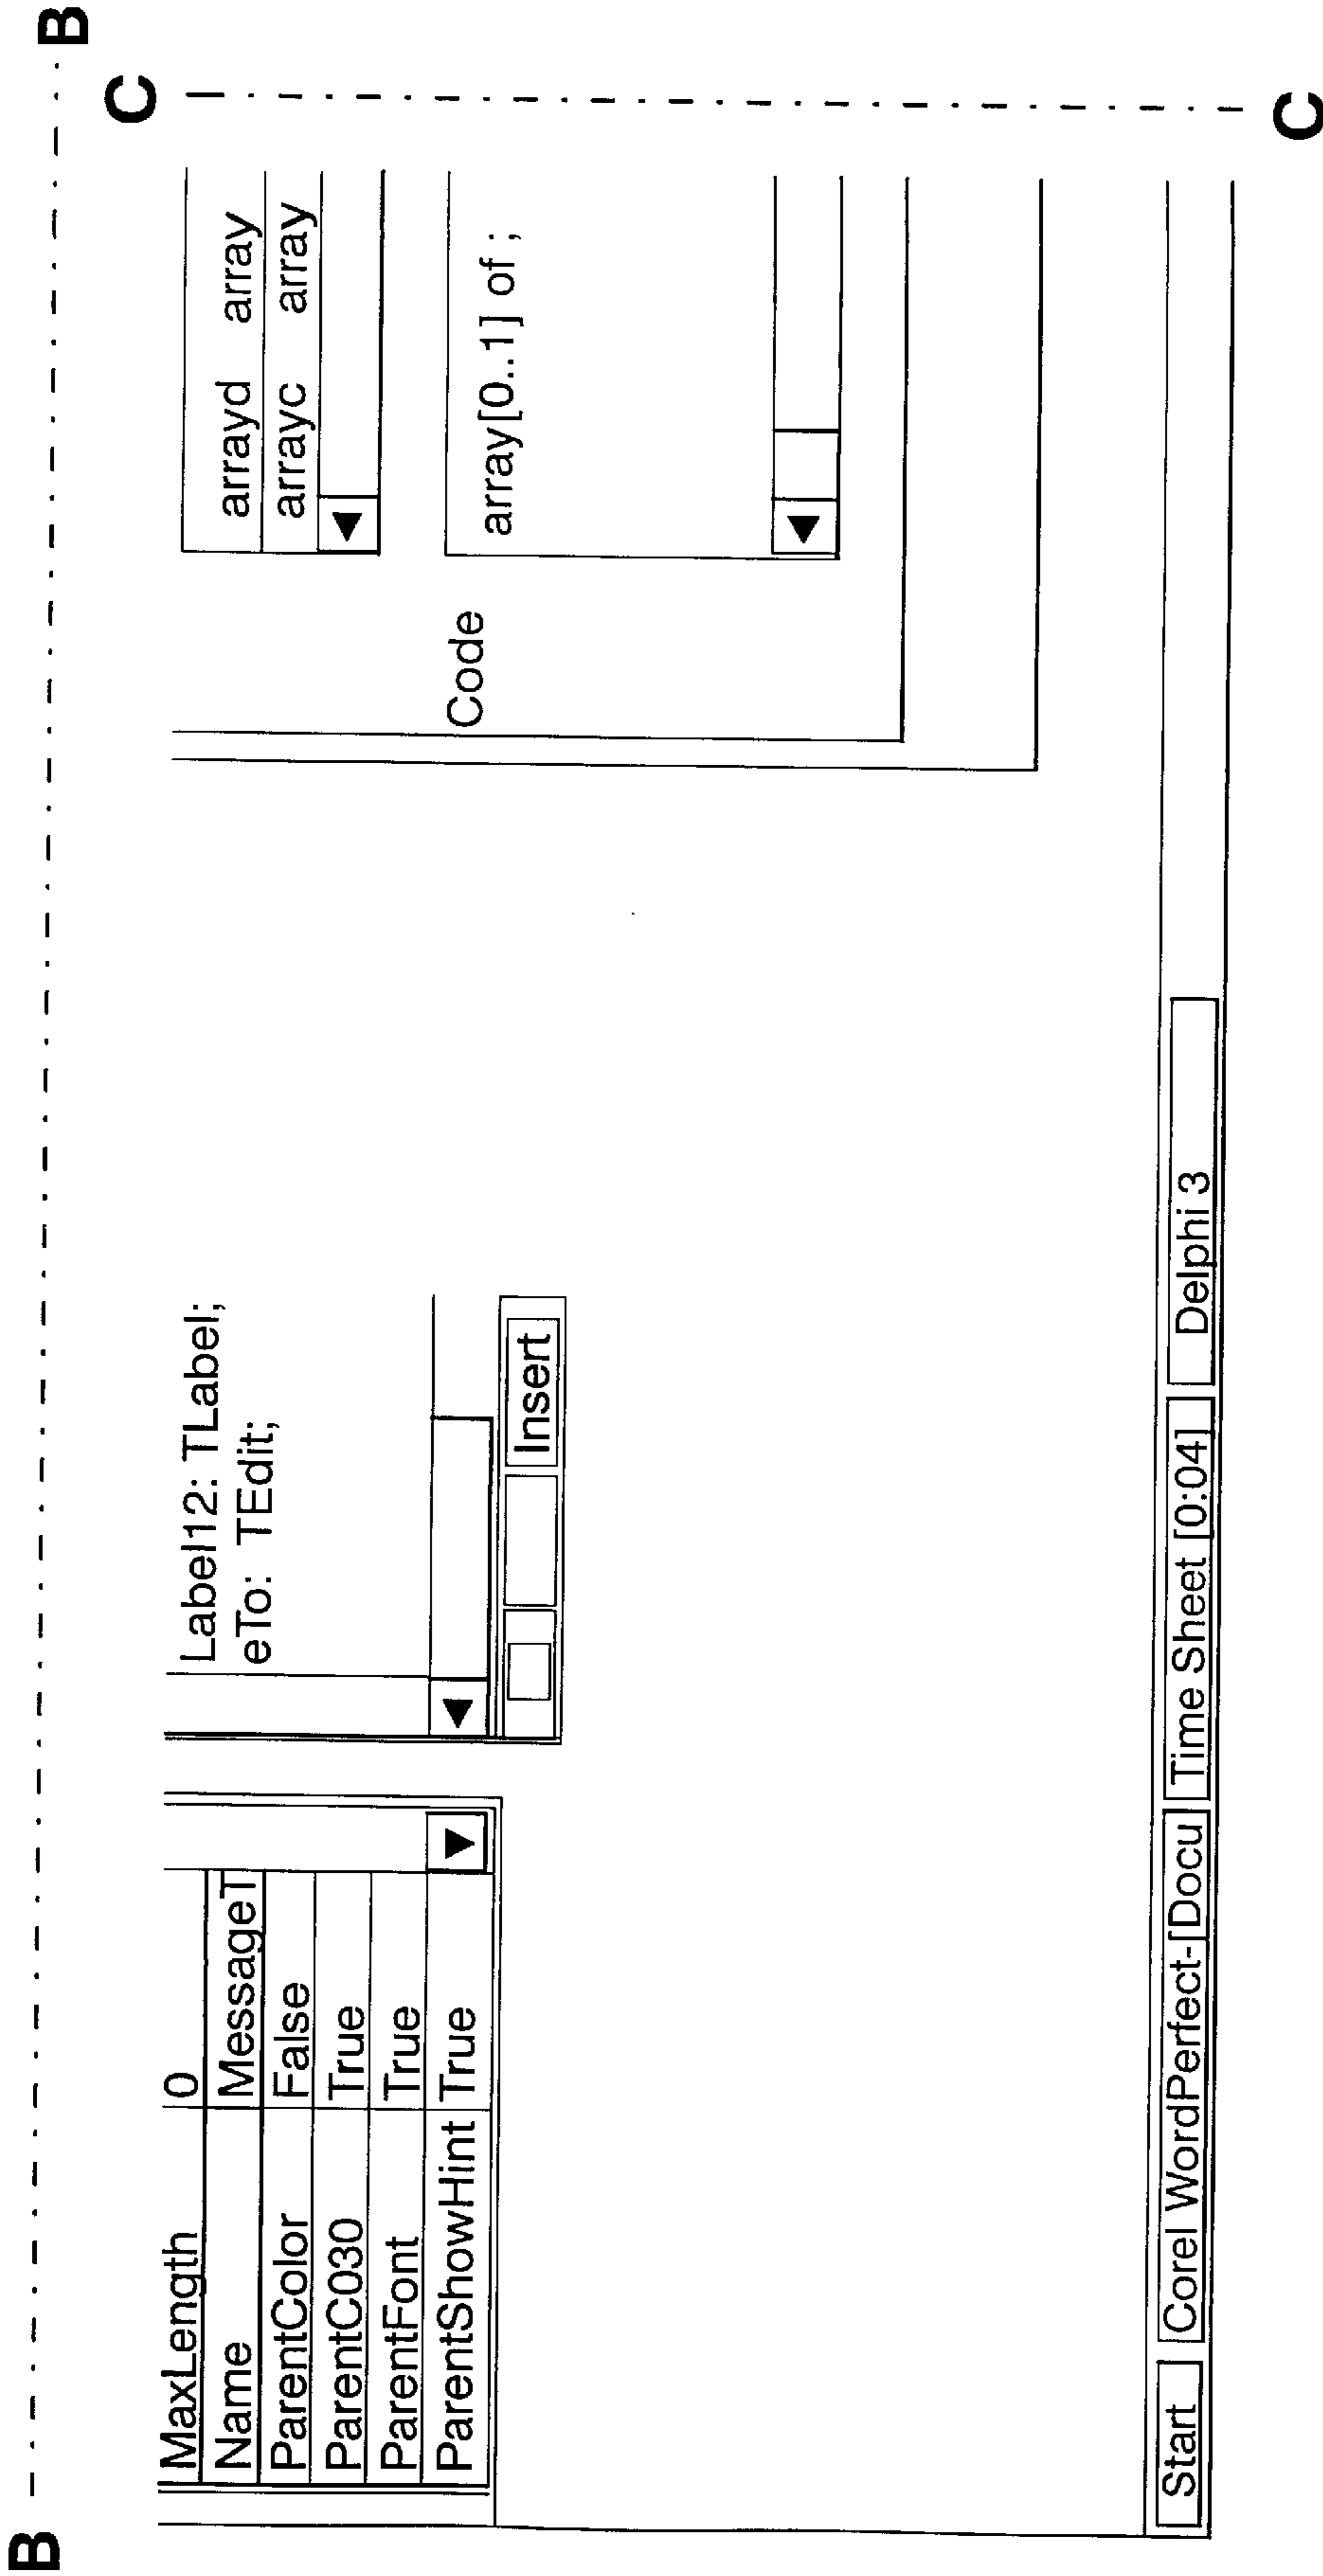 B B
C
MaxLength 0
Name MessageT
ParentColor False
ParentC030 True
ParentFont True
ParentShowHint True
Label12: TLabel;
eTo: TEdit;
Insert
arrayd array
arrayc array
Code
array[0..1] of ;
Start Corel WordPerfect-[Docu Time Sheet [0:04] Delphi 3
C